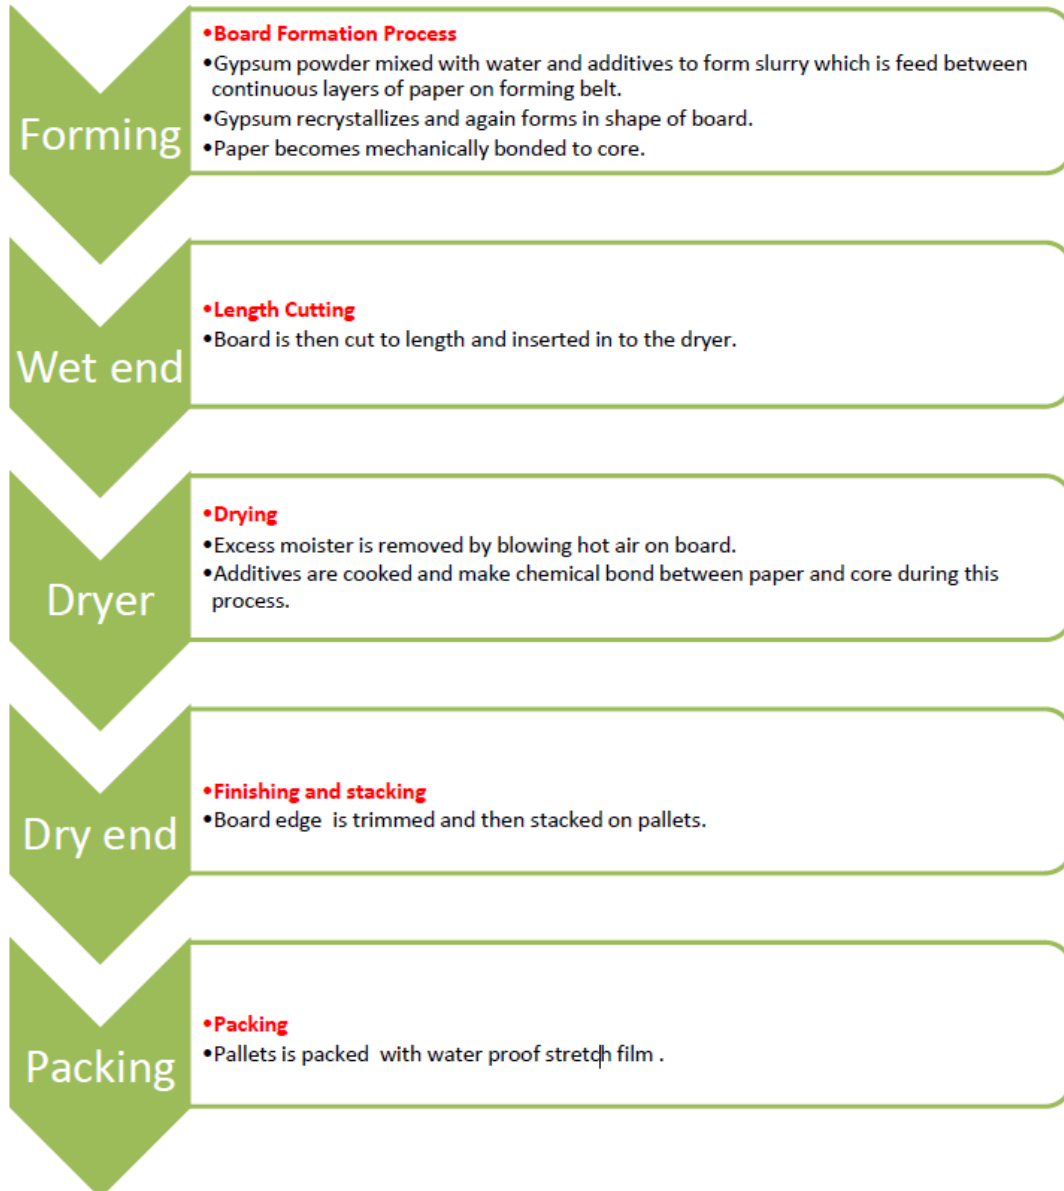 Forming
•Board Formation Process
•Gypsum powder mixed with water and additives to form slurry which is feed between
continuous layers of paper on forming belt.
•Gypsum recrystallizes and again forms in shape of board.
•Paper becomes mechanically bonded to core.
Wet end
•Length Cutting
•Board is then cut to length and inserted in to the dryer.
Dryer
•Drying
•Excess moister is removed by blowing hot air on board.
•Additives are cooked and make chemical bond between paper and core during this
process.
Dry end
•Finishing and stacking
•Board edge is trimmed and then stacked on pallets.
Packing
•Packing
•Pallets is packed with water proof stretch film .